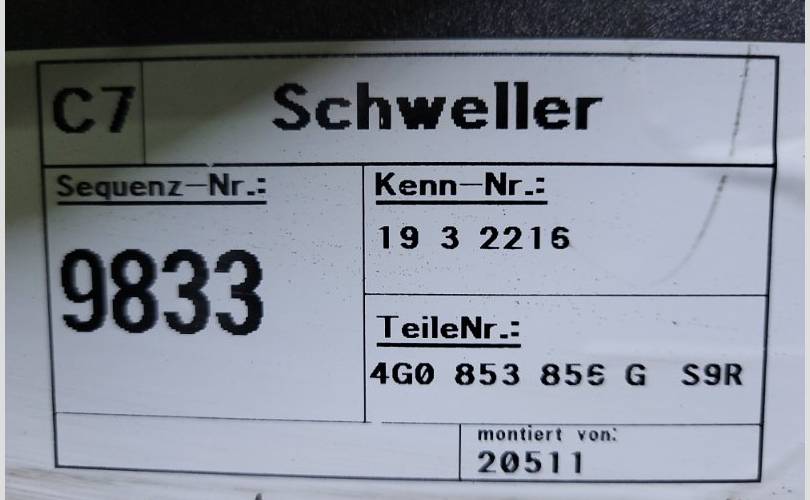 C7 Schweller
Sequenz-Nr.:
9833
Kenn-Nr.:
19 3 2216
TeileNr.:
4G0 853 856 G S9R
montiert von:
20511